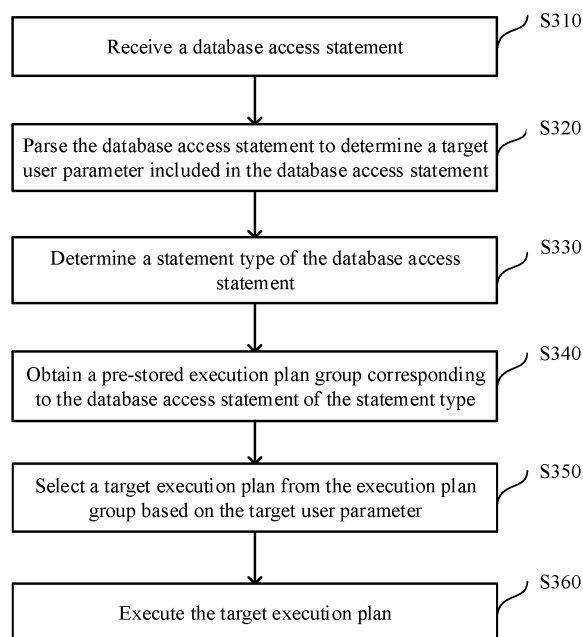 S310
Receive a database access statement
S320
Parse the database access statement to determine a target
user parameter included in the database access statement
S330
Determine a statement type of the database access
statement
S340
Obtain a pre-stored execution plan group corresponding
to the database access statement of the statement type
S350
Select a target execution plan from the execution plan
group based on the target user parameter
S360
Execute the target execution plan